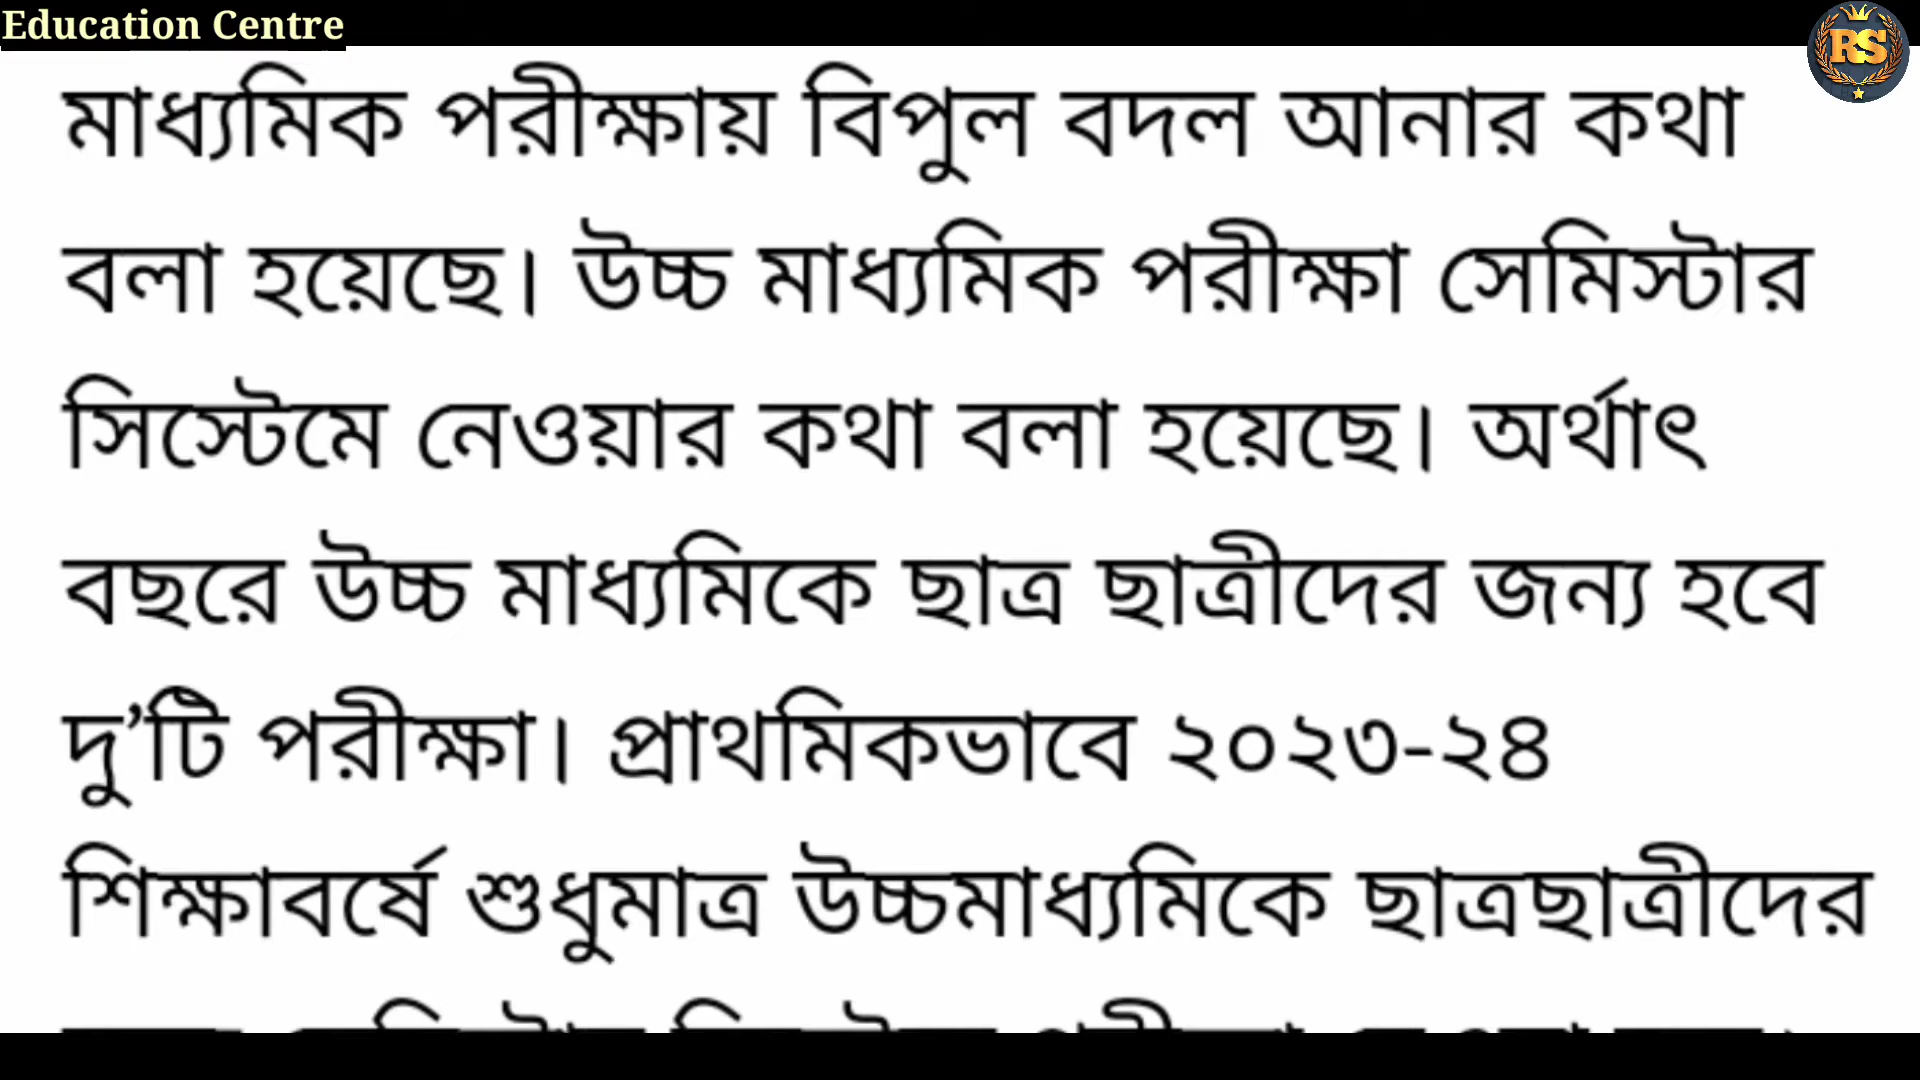 Education Centre
RS
মাধ্যমিক পরীক্ষায় বিপুল বদল আনার কথা
বলা হয়েছে। উচ্চ মাধ্যমিক পরীক্ষা সেমিস্টার
সিস্টেমে নেওয়ার কথা বলা হয়েছে। অর্থাৎ
বছরে উচ্চ মাধ্যমিকে ছাত্র ছাত্রীদের জন্য হবে
দু’টি পরীক্ষা। প্রাথমিকভাবে ২০২৩-২৪
শিক্ষাবর্ষে শুধুমাত্র উচ্চমাধ্যমিকে ছাত্রছাত্রীদের